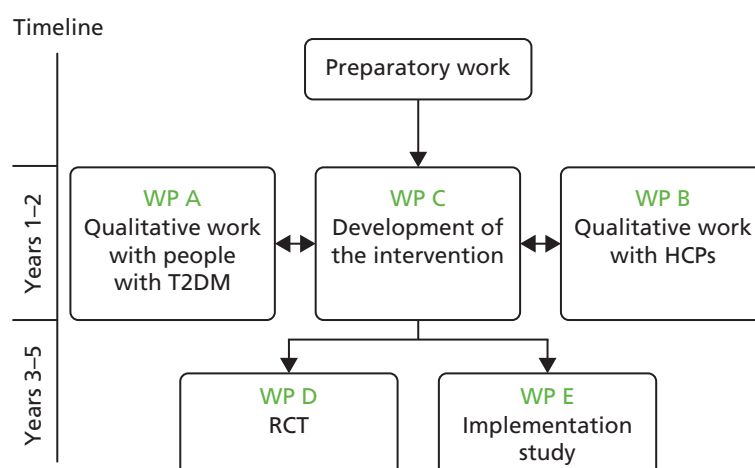 Timeline
Preparatory work
Years 1–2
WP A
Qualitative work
with people
with T2DM
WP C
Development of
the intervention
WP B
Qualitative work
with HCPs
Years 3–5
WP D
RCT
WP E
Implementation
study